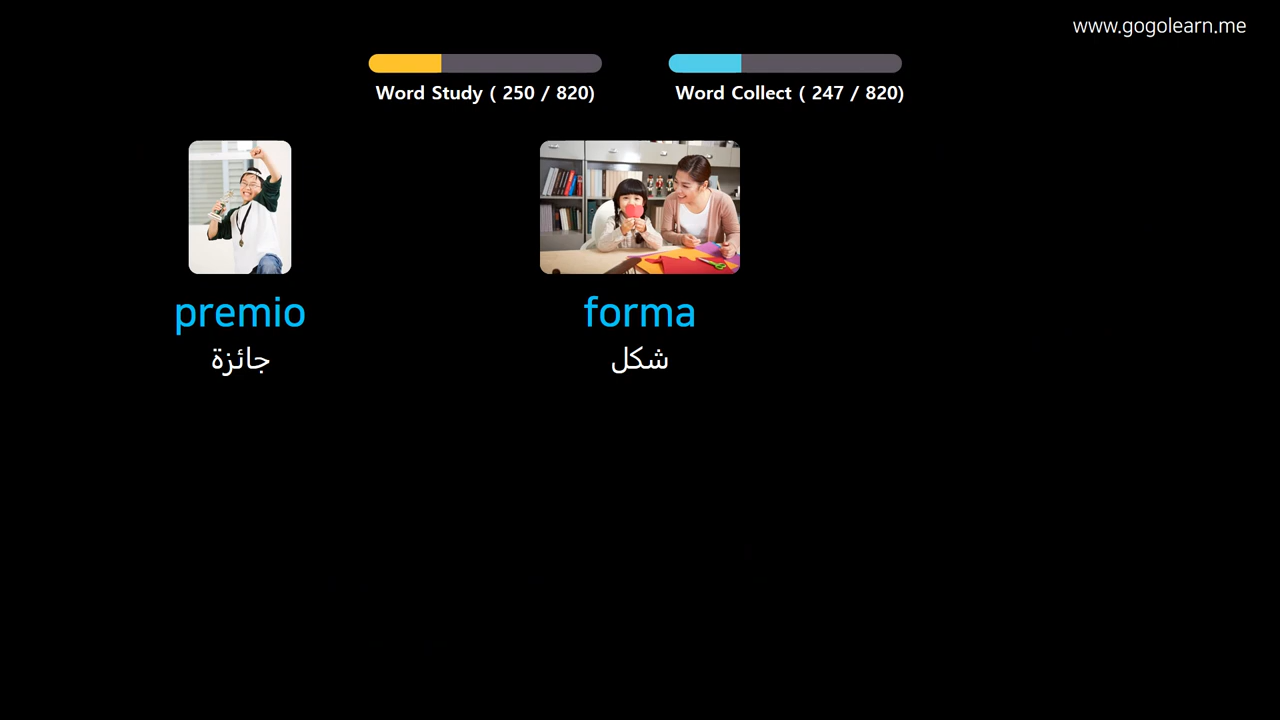 www.gogolearn.me
Word Study ( 250 / 820)
Word Collect ( 247 / 820)
premio
forma
جائزة
شكل